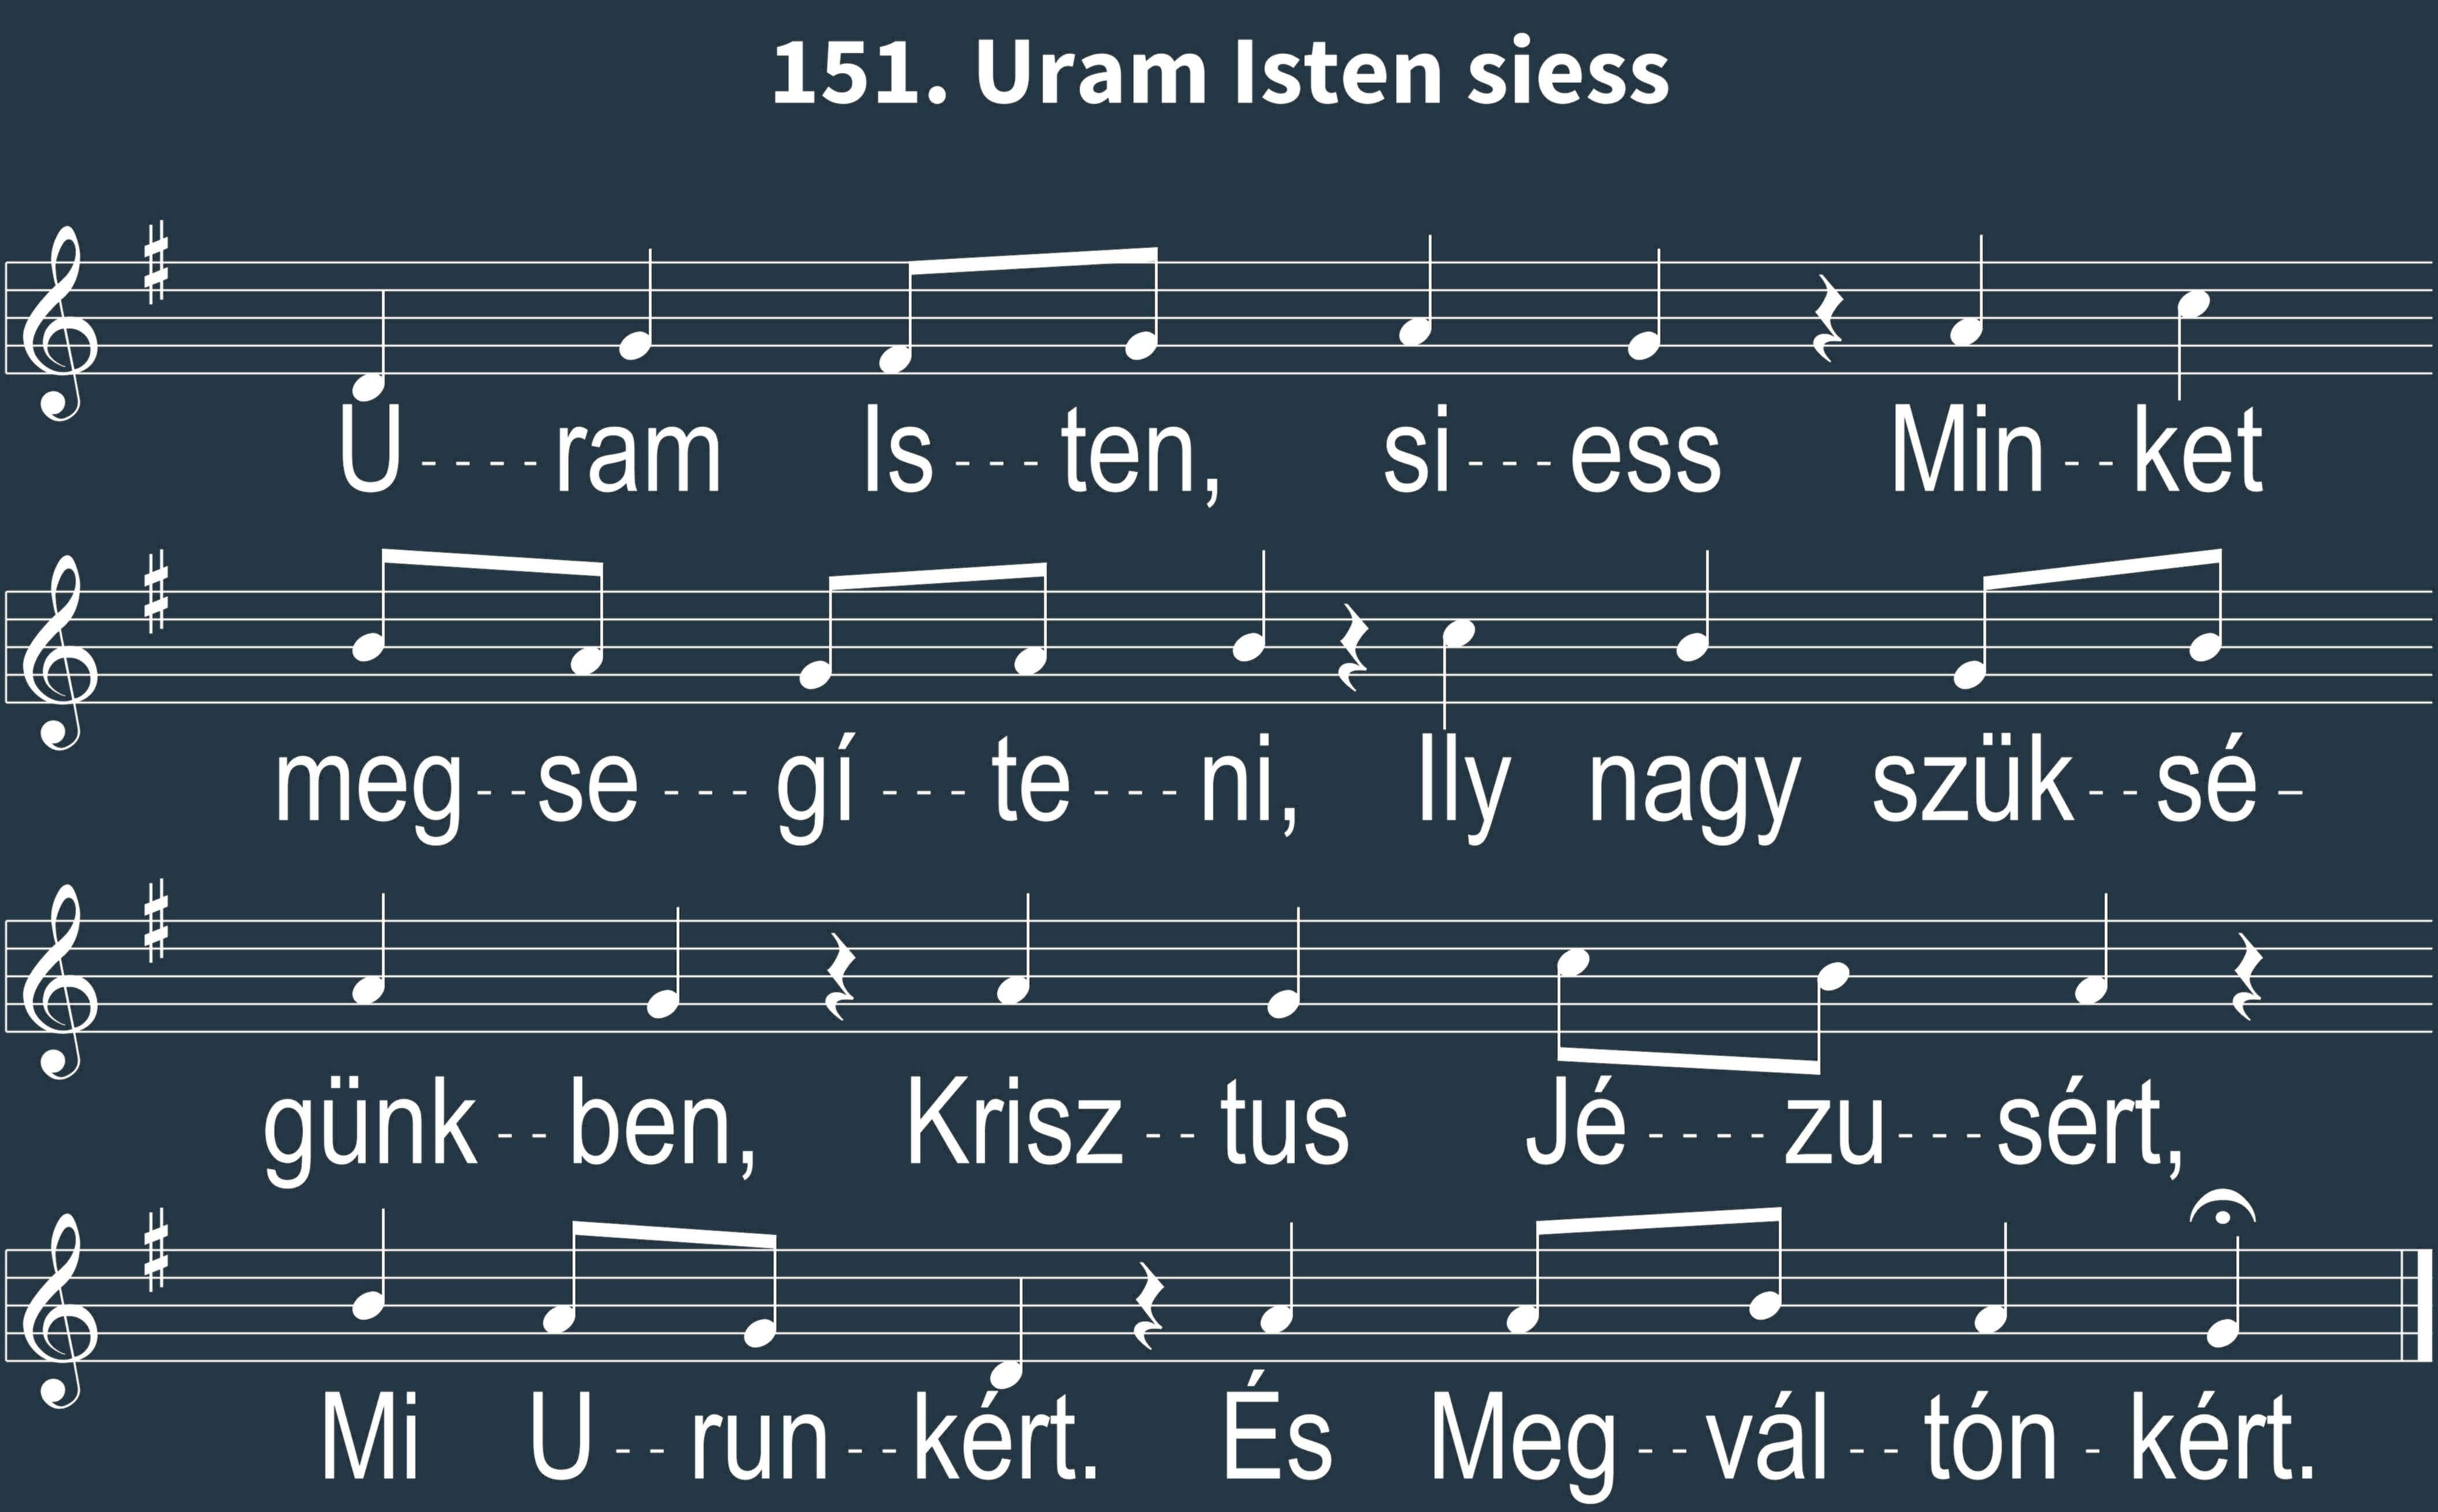 151. Uram Isten siess
U----ram Is---ten, si---ess Min--ket
meg--se---gí---te---ni, Ily nagy szük--sé-
günk--ben, Krisz--tus Jé----zu---sért,
Mi U--run--kért. És Meg--vál--tón-kért.